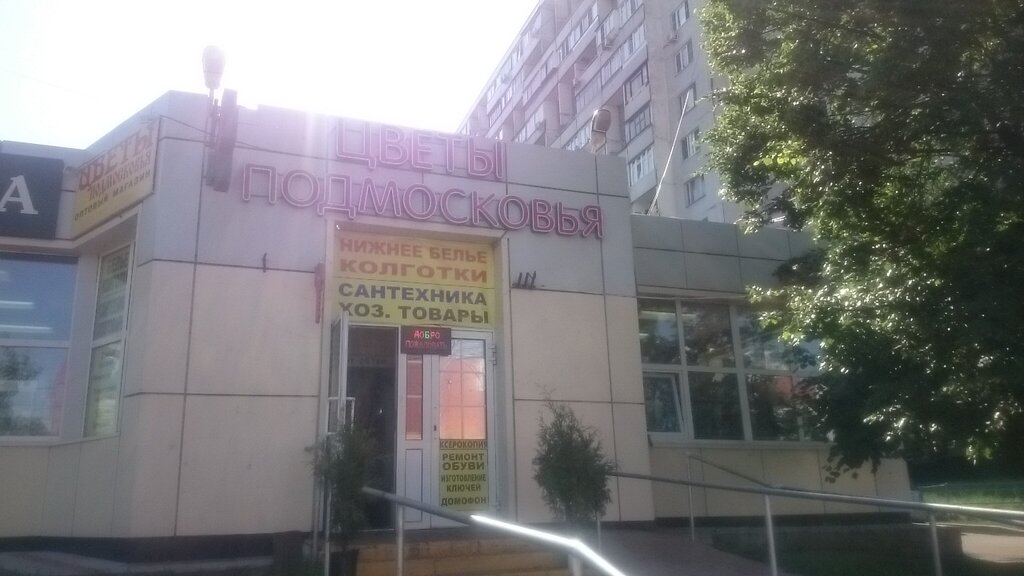 А
ЦВЕТЫ
ПОДМОСКОВЬЯ
ОПТОВЫЙ МАГАЗИН
ЦВЕТЫ
ПОДМОСКОВЬЯ
НИЖНЕЕ БЕЛЬЕ
КОЛГОТКИ
САНТЕХНИКА
ХОЗ. ТОВАРЫ
ДОБРО
ПОЖАЛОВАТЬ
КСЕРОКОПИЯ
РЕМОНТ
ОБУВИ
ИЗГОТОВЛЕНИЕ
КЛЮЧЕЙ
ДОМОФОН